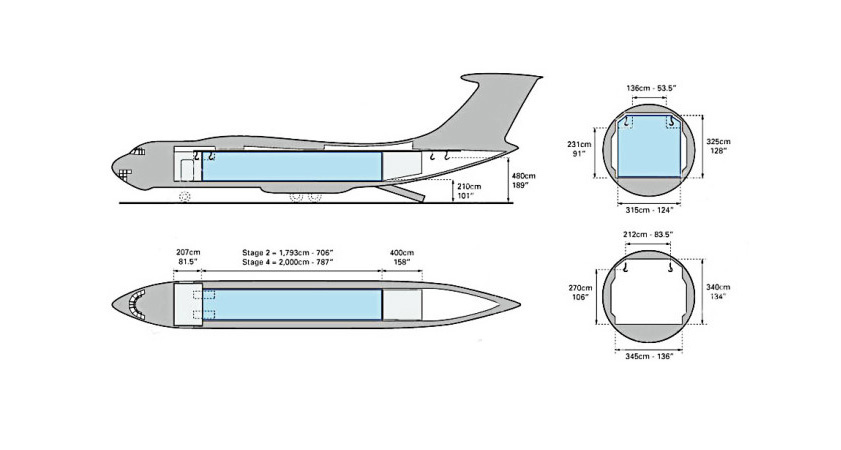 136cm - 53.5"
231cm
91"
325cm
128"
480cm
189"
210cm
101"
315cm - 124"
212cm - 83.5"
207cm
81.5"
Stage 2 = 1,793cm - 706"
Stage 4 = 2,000cm - 787"
400cm
158"
270cm
106"
340cm
134"
345cm - 136"